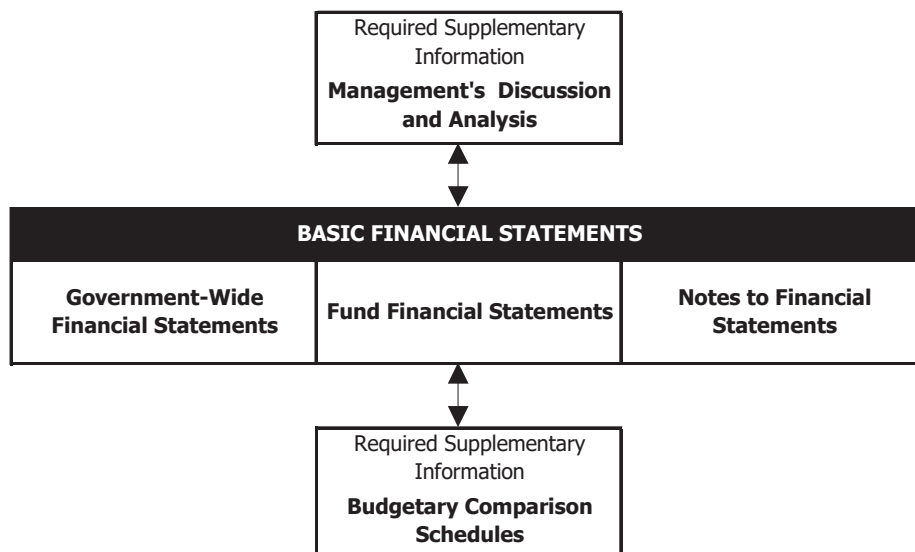 Required Supplementary
Information
Management's Discussion
and Analysis
BASIC FINANCIAL STATEMENTS
Government-Wide
Financial Statements
Fund Financial Statements
Notes to Financial
Statements
Required Supplementary
Information
Budgetary Comparison
Schedules